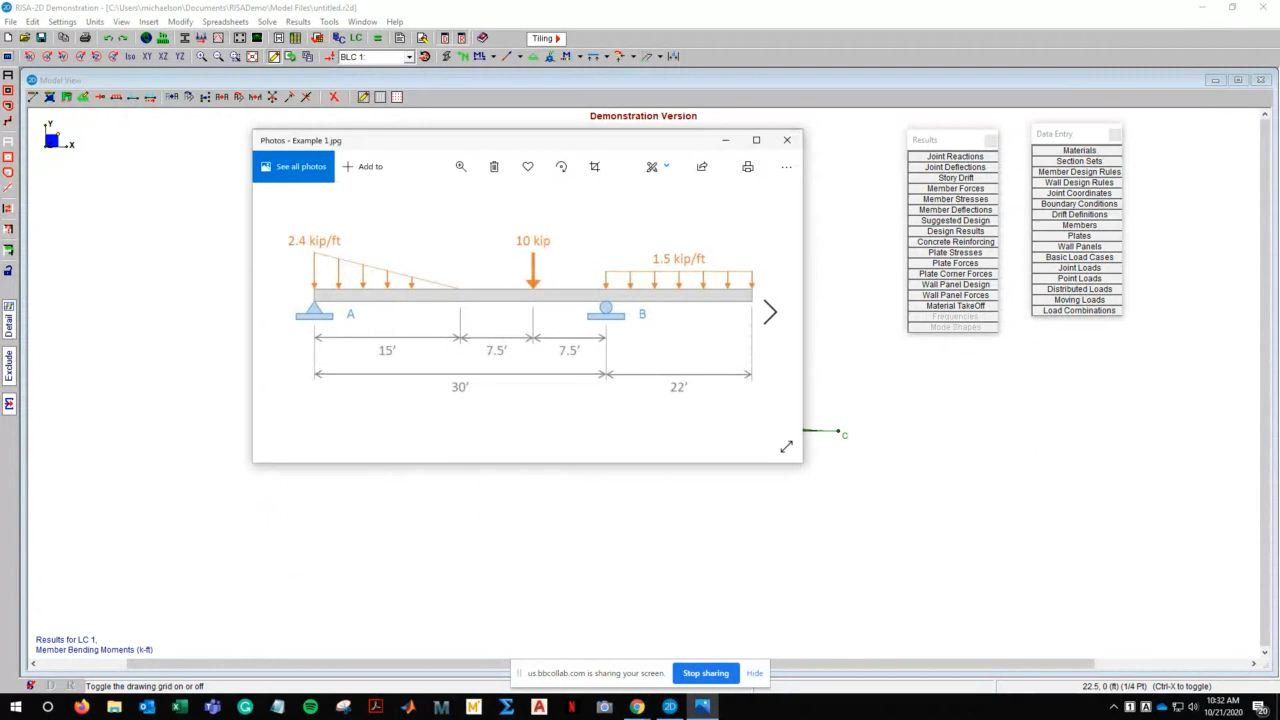 RISA-2D Demonstration - [C:\Users\michaelson\Documents\RISADemo\Model Files\untitled.r2d]
File Edit Settings Units View Insert Modify Spreadsheets Solve Results Tools Window Help
Tiling
Iso XY XZ YZ BLC 1:
Model View
Demonstration Version
Y
X
Photos - Example 1.jpg
See all photos
Add to
2.4 kip/ft
10 kip
1.5 kip/ft
A
B
15'
7.5'
7.5'
30'
22'
C
Results
Joint Reactions
Joint Deflections
Story Drift
Member Forces
Member Stresses
Member Deflections
Suggested Design
Design Results
Concrete Reinforcing
Plate Stresses
Plate Forces
Plate Corner Forces
Wall Panel Design
Wall Panel Forces
Material TakeOff
Frequencies
Mode Shapes
Data Entry
Materials
Section Sets
Member Design Rules
Wall Design Rules
Joint Coordinates
Boundary Conditions
Drift Definitions
Members
Plates
Wall Panels
Basic Load Cases
Joint Loads
Point Loads
Distributed Loads
Moving Loads
Load Combinations
Detail
Exclude
Results for LC 1,
Member Bending Moments (k-ft)
us.bbcollab.com is sharing your screen.
Stop sharing
Hide
D R Toggle the drawing grid on or off
22.5, 0 (ft) (1/4 Pt) (Ctrl-X to toggle)
10:32 AM
10/21/2020
20